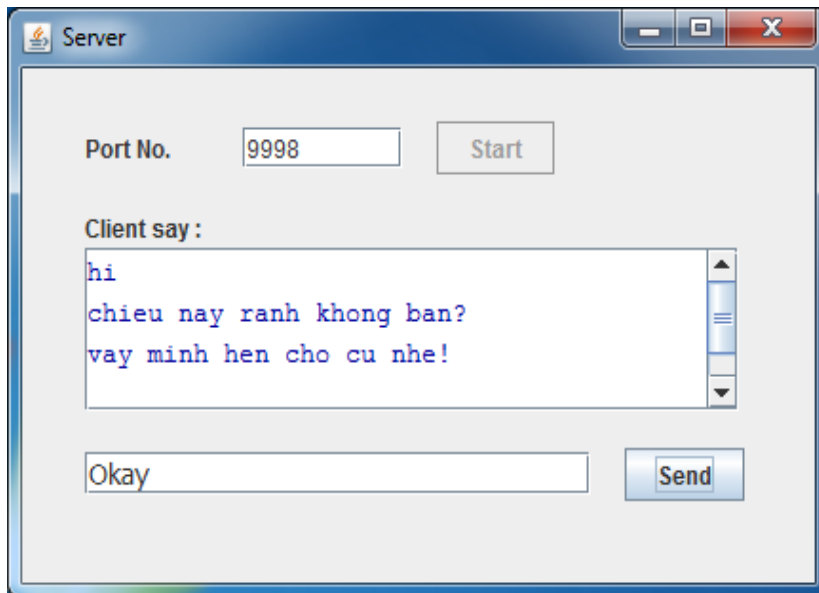 Server
Port No. 9998 Start
Client say :
hi
chieu nay ranh khong ban?
vay minh hen cho cu nhe!
Okay Send